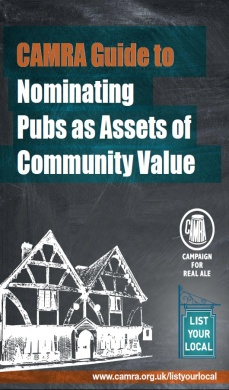 CAMRA Guide to
Nominating
Pubs as Assets of
Community Value
CAMRA
CAMPAIGN
FOR
REAL ALE
LIST
YOUR
LOCAL
www.camra.org.uk/listyourlocal